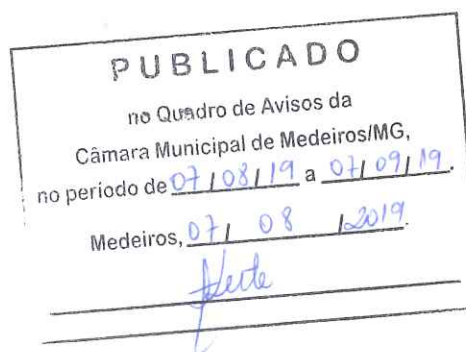 PUBLICADO
no Quadro de Avisos da
Câmara Municipal de Medeiros/MG,
no período de 07/08/19 a 07/09/19.
Medeiros, 07/ 08 /2019.